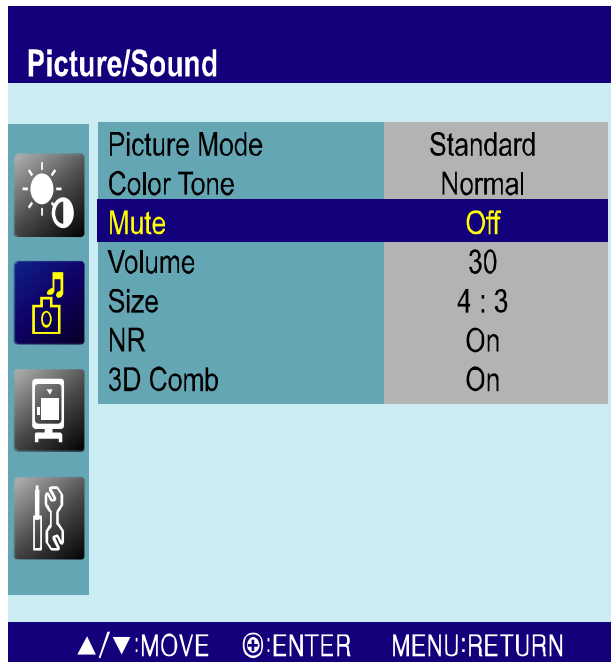 Picture/Sound
Picture Mode Standard
Color Tone Normal
Mute Off
Volume 30
Size 4 : 3
NR On
3D Comb On
▲/▼:MOVE ⊕:ENTER MENU:RETURN